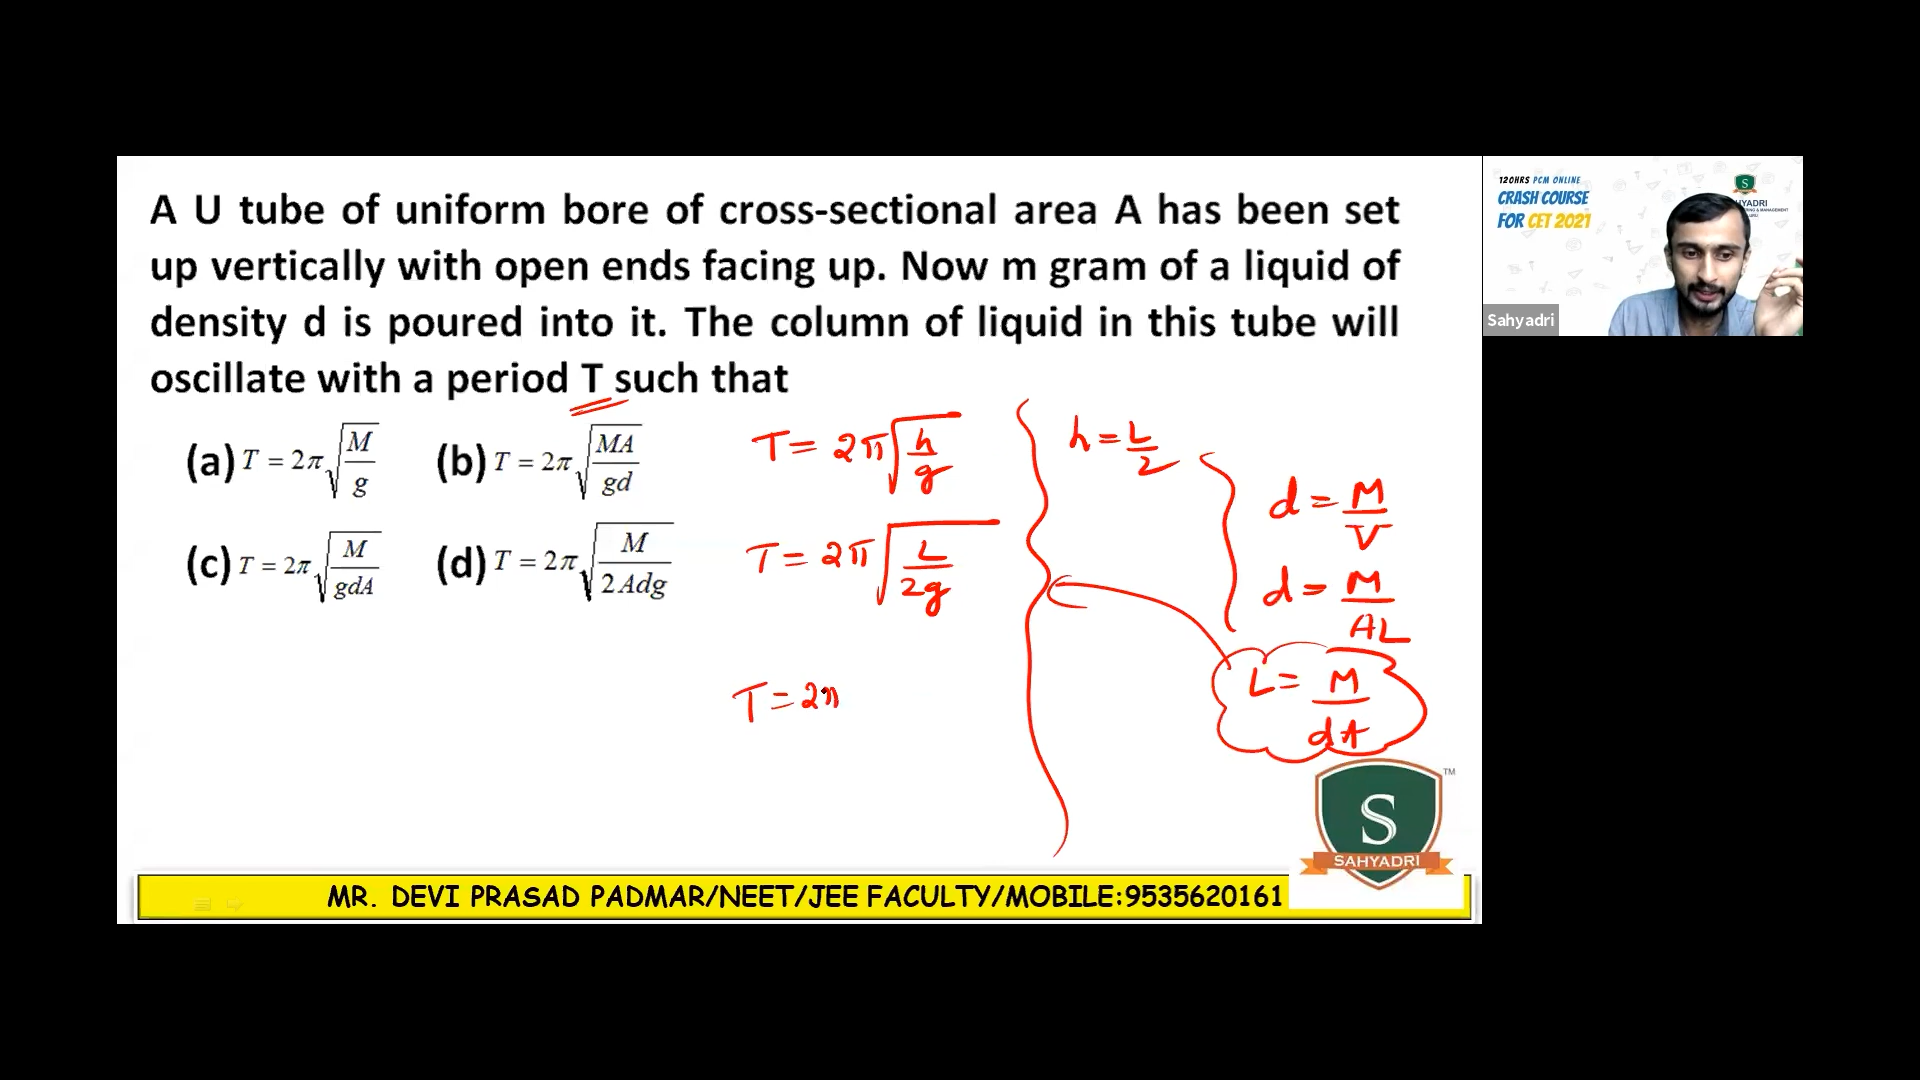 A U tube of uniform bore of cross-sectional area A has been set
up vertically with open ends facing up. Now m gram of a liquid of
density d is poured into it. The column of liquid in this tube will
oscillate with a period T such that
(a) T = 2π√(M/g) (b) T = 2π√(MA/gd)
(c) T = 2π√(M/gdA) (d) T = 2π√(M/2Adg)
T = 2π√(h/g)
T = 2π√(L/2g)
T = 2π
h = L/2
d = M/V
d = M/AL
L = M/dA
S
TM
SAHYADRI
MR. DEVI PRASAD PADMAR/NEET/JEE FACULTY/MOBILE:9535620161
120HRS PCM ONLINE
CRASH COURSE
FOR CET 2021
S
HYADRI
Sahyadri